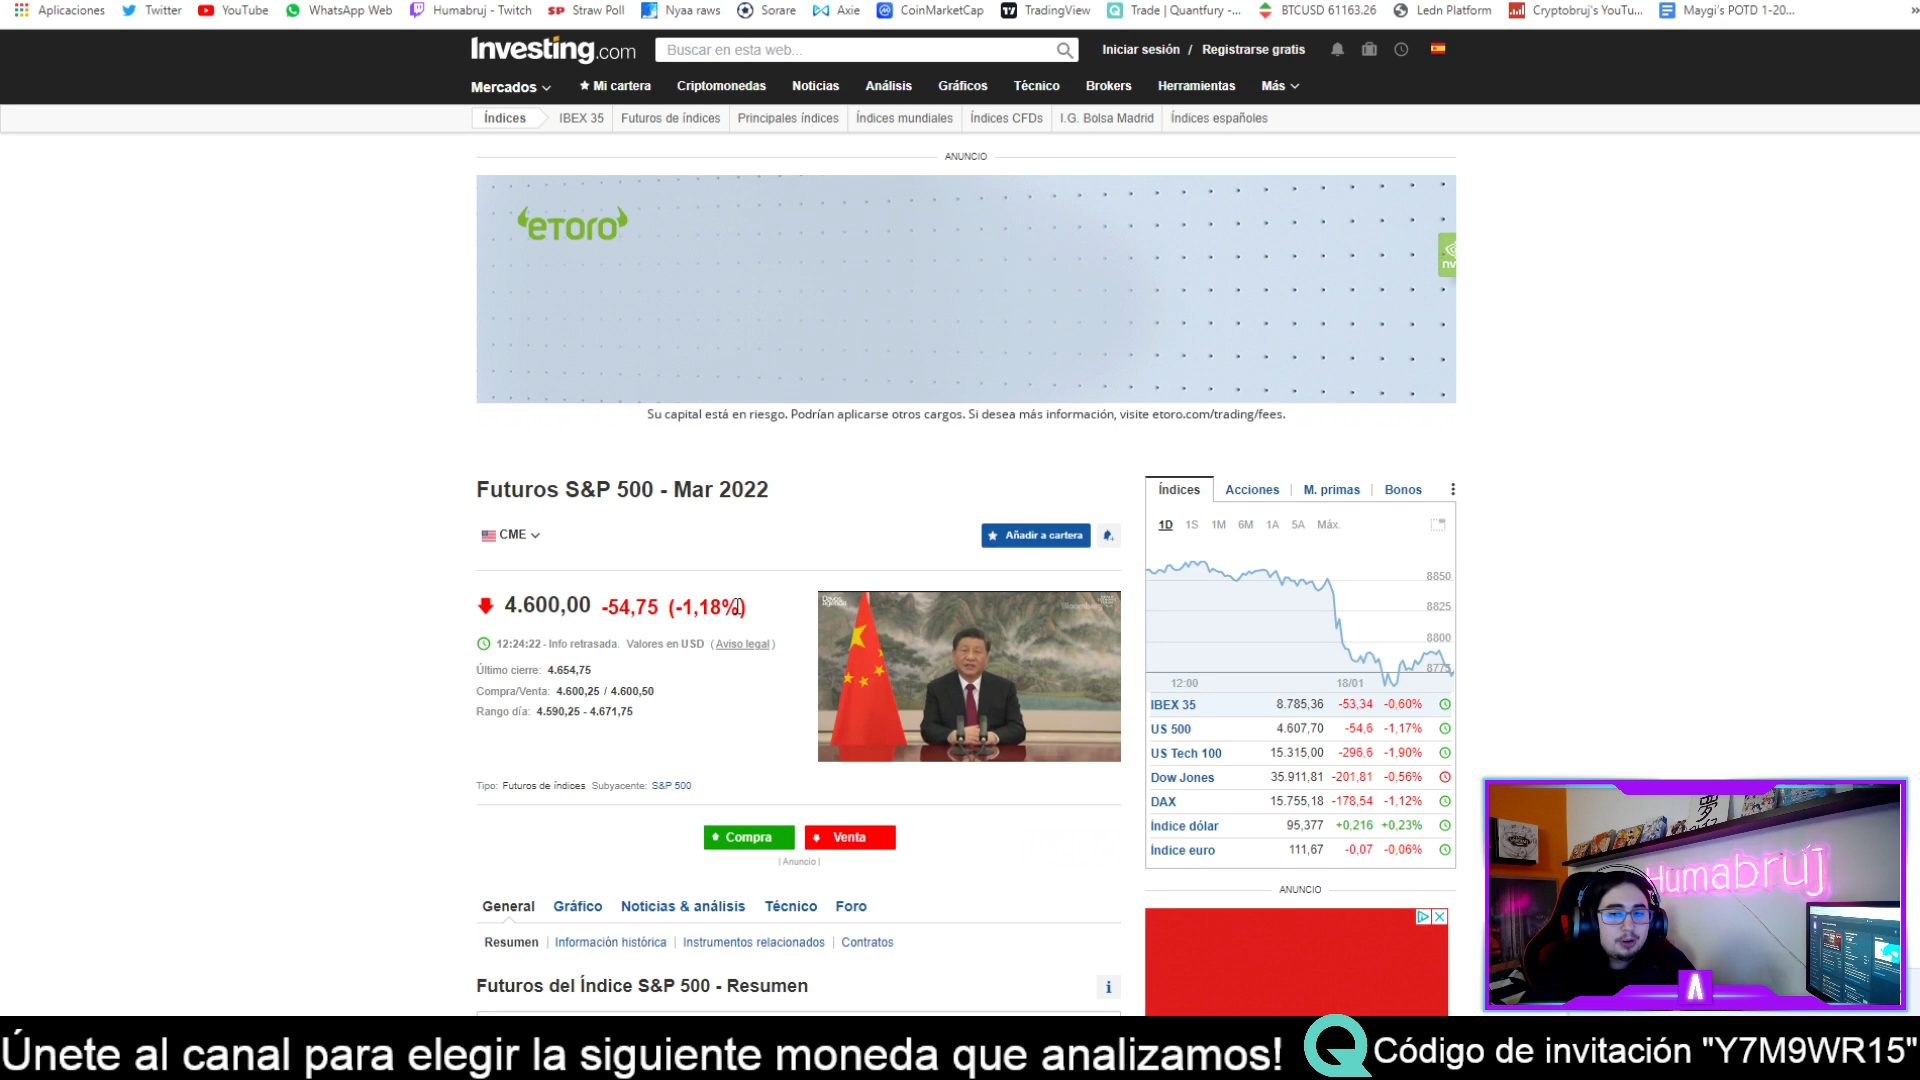 Aplicaciones Twitter YouTube WhatsApp Web Humabruj - Twitch SP Straw Poll Nyaa raws Sorare Axie CoinMarketCap TradingView Trade | Quantfury -... BTCUSD 61163.26 Ledn Platform Cryptobruj's YouTu... Maygi's POTD 1-20... »
Investing.com Buscar en esta web... Iniciar sesión / Registrarse gratis
Mercados Mi cartera Criptomonedas Noticias Análisis Gráficos Técnico Brokers Herramientas Más
Índices IBEX 35 Futuros de índices Principales índices Índices mundiales Índices CFDs I.G. Bolsa Madrid Índices españoles
ANUNCIO
eToro
Su capital está en riesgo. Podrían aplicarse otros cargos. Si desea más información, visite etoro.com/trading/fees.
Futuros S&P 500 - Mar 2022
CME
Añadir a cartera
4.600,00 -54,75 (-1,18%)
12:24:22 - Info retrasada. Valores en USD ( Aviso legal )
Último cierre: 4.654,75
Compra/Venta: 4.600,25 / 4.600,50
Rango día: 4.590,25 - 4.671,75
Tipo: Futuros de índices Subyacente: S&P 500
Compra Venta
| Anuncio |
General Gráfico Noticias & análisis Técnico Foro
Resumen | Información histórica | Instrumentos relacionados | Contratos
Futuros del Índice S&P 500 - Resumen
i
Índices Acciones | M. primas | Bonos
1D 1S 1M 6M 1A 5A Máx.
8850
8825
8800
8775
12:00 18/01
IBEX 35 8.785,36 -53,34 -0,60%
US 500 4.607,70 -54,6 -1,17%
US Tech 100 15.315,00 -296,6 -1,90%
Dow Jones 35.911,81 -201,81 -0,56%
DAX 15.755,18 -178,54 -1,12%
Índice dólar 95,377 +0,216 +0,23%
Índice euro 111,67 -0,07 -0,06%
ANUNCIO
Humabruj
Únete al canal para elegir la siguiente moneda que analizamos! Código de invitación "Y7M9WR15"